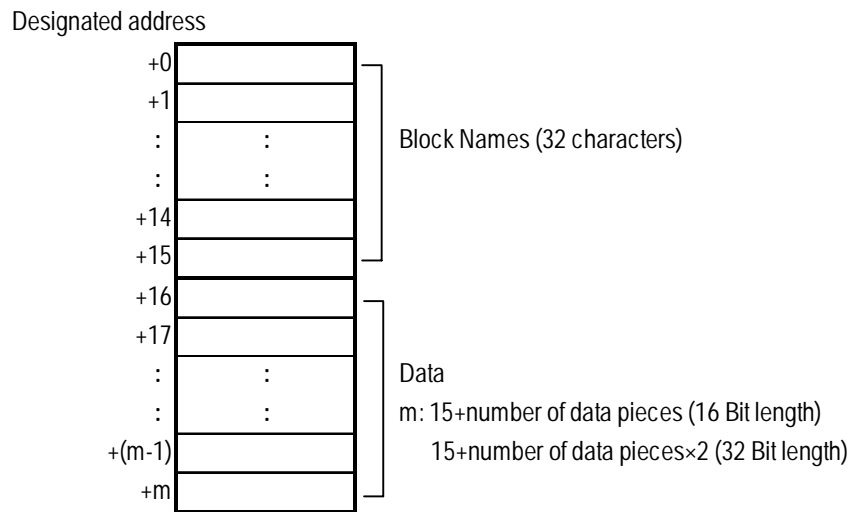 Designated address
+0
+1
: :
Block Names (32 characters)
: :
+14
+15
+16
+17
: :
Data
: :
m: 15+number of data pieces (16 Bit length)
+(m-1)
15+number of data pieces×2 (32 Bit length)
+m